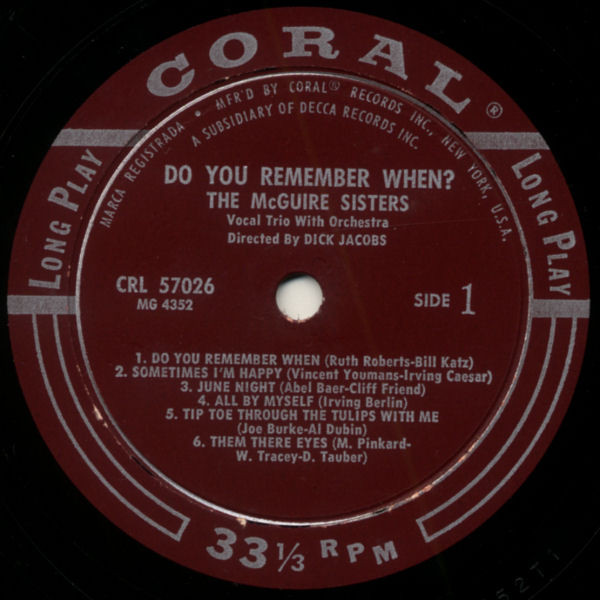 CORAL®
MARCA REGISTRADA • MFR'D BY CORAL® RECORDS INC., NEW YORK, U.S.A.
A SUBSIDIARY OF DECCA RECORDS INC.
LONG PLAY
LONG PLAY
DO YOU REMEMBER WHEN?
THE McGUIRE SISTERS
Vocal Trio With Orchestra
Directed By DICK JACOBS
CRL 57026
MG 4352
SIDE 1
1. DO YOU REMEMBER WHEN (Ruth Roberts-Bill Katz)
2. SOMETIMES I'M HAPPY (Vincent Youmans-Irving Caesar)
3. JUNE NIGHT (Abel Baer-Cliff Friend)
4. ALL BY MYSELF (Irving Berlin)
5. TIP TOE THROUGH THE TULIPS WITH ME
(Joe Burke-Al Dubin)
6. THEM THERE EYES (M. Pinkard-
W. Tracey-D. Tauber)
33 1/3 RPM